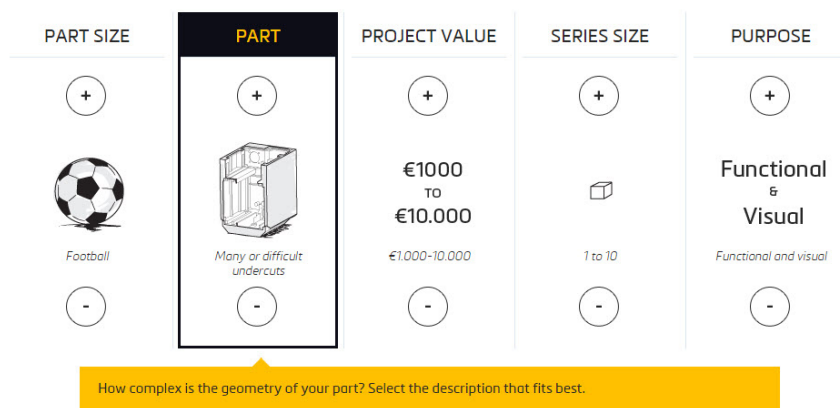 PART SIZE
PART
PROJECT VALUE
SERIES SIZE
PURPOSE
+
+
+
+
+
€1000
TO
€10.000
Functional
&
Visual
Football
Many or difficult
undercuts
€1.000-10.000
1 to 10
Functional and visual
-
-
-
-
-
How complex is the geometry of your part? Select the description that fits best.